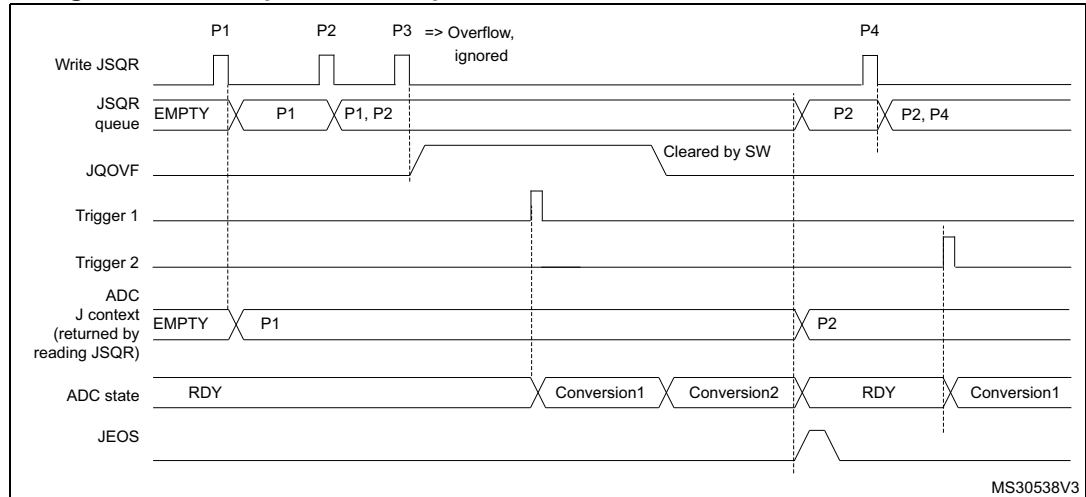 P1 P2 P3 => Overflow, P4
ignored
Write JSQR
JSQR
queue
EMPTY P1 P1, P2 P2 P2, P4
JQOVF
Cleared by SW
Trigger 1
Trigger 2
ADC
J context
(returned by
reading JSQR)
EMPTY P1 P2
ADC state
RDY Conversion1 Conversion2 RDY Conversion1
JEOS
MS30538V3